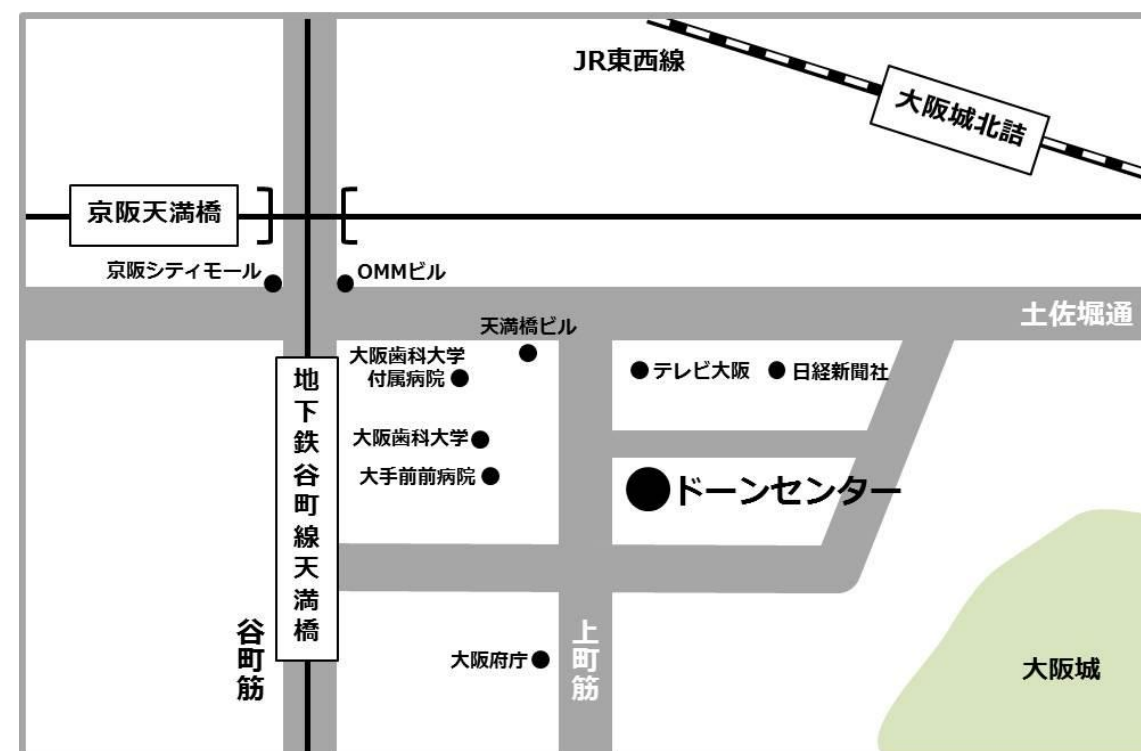 JR東西線
大阪城北詰
京阪天満橋
京阪シティモール
OMMビル
土佐堀通
天満橋ビル
大阪歯科大学
付属病院
テレビ大阪
日経新聞社
地下鉄谷町線天満橋
大阪歯科大学
大手前前病院
ドーンセンター
谷町筋
上町筋
大阪府庁
大阪城